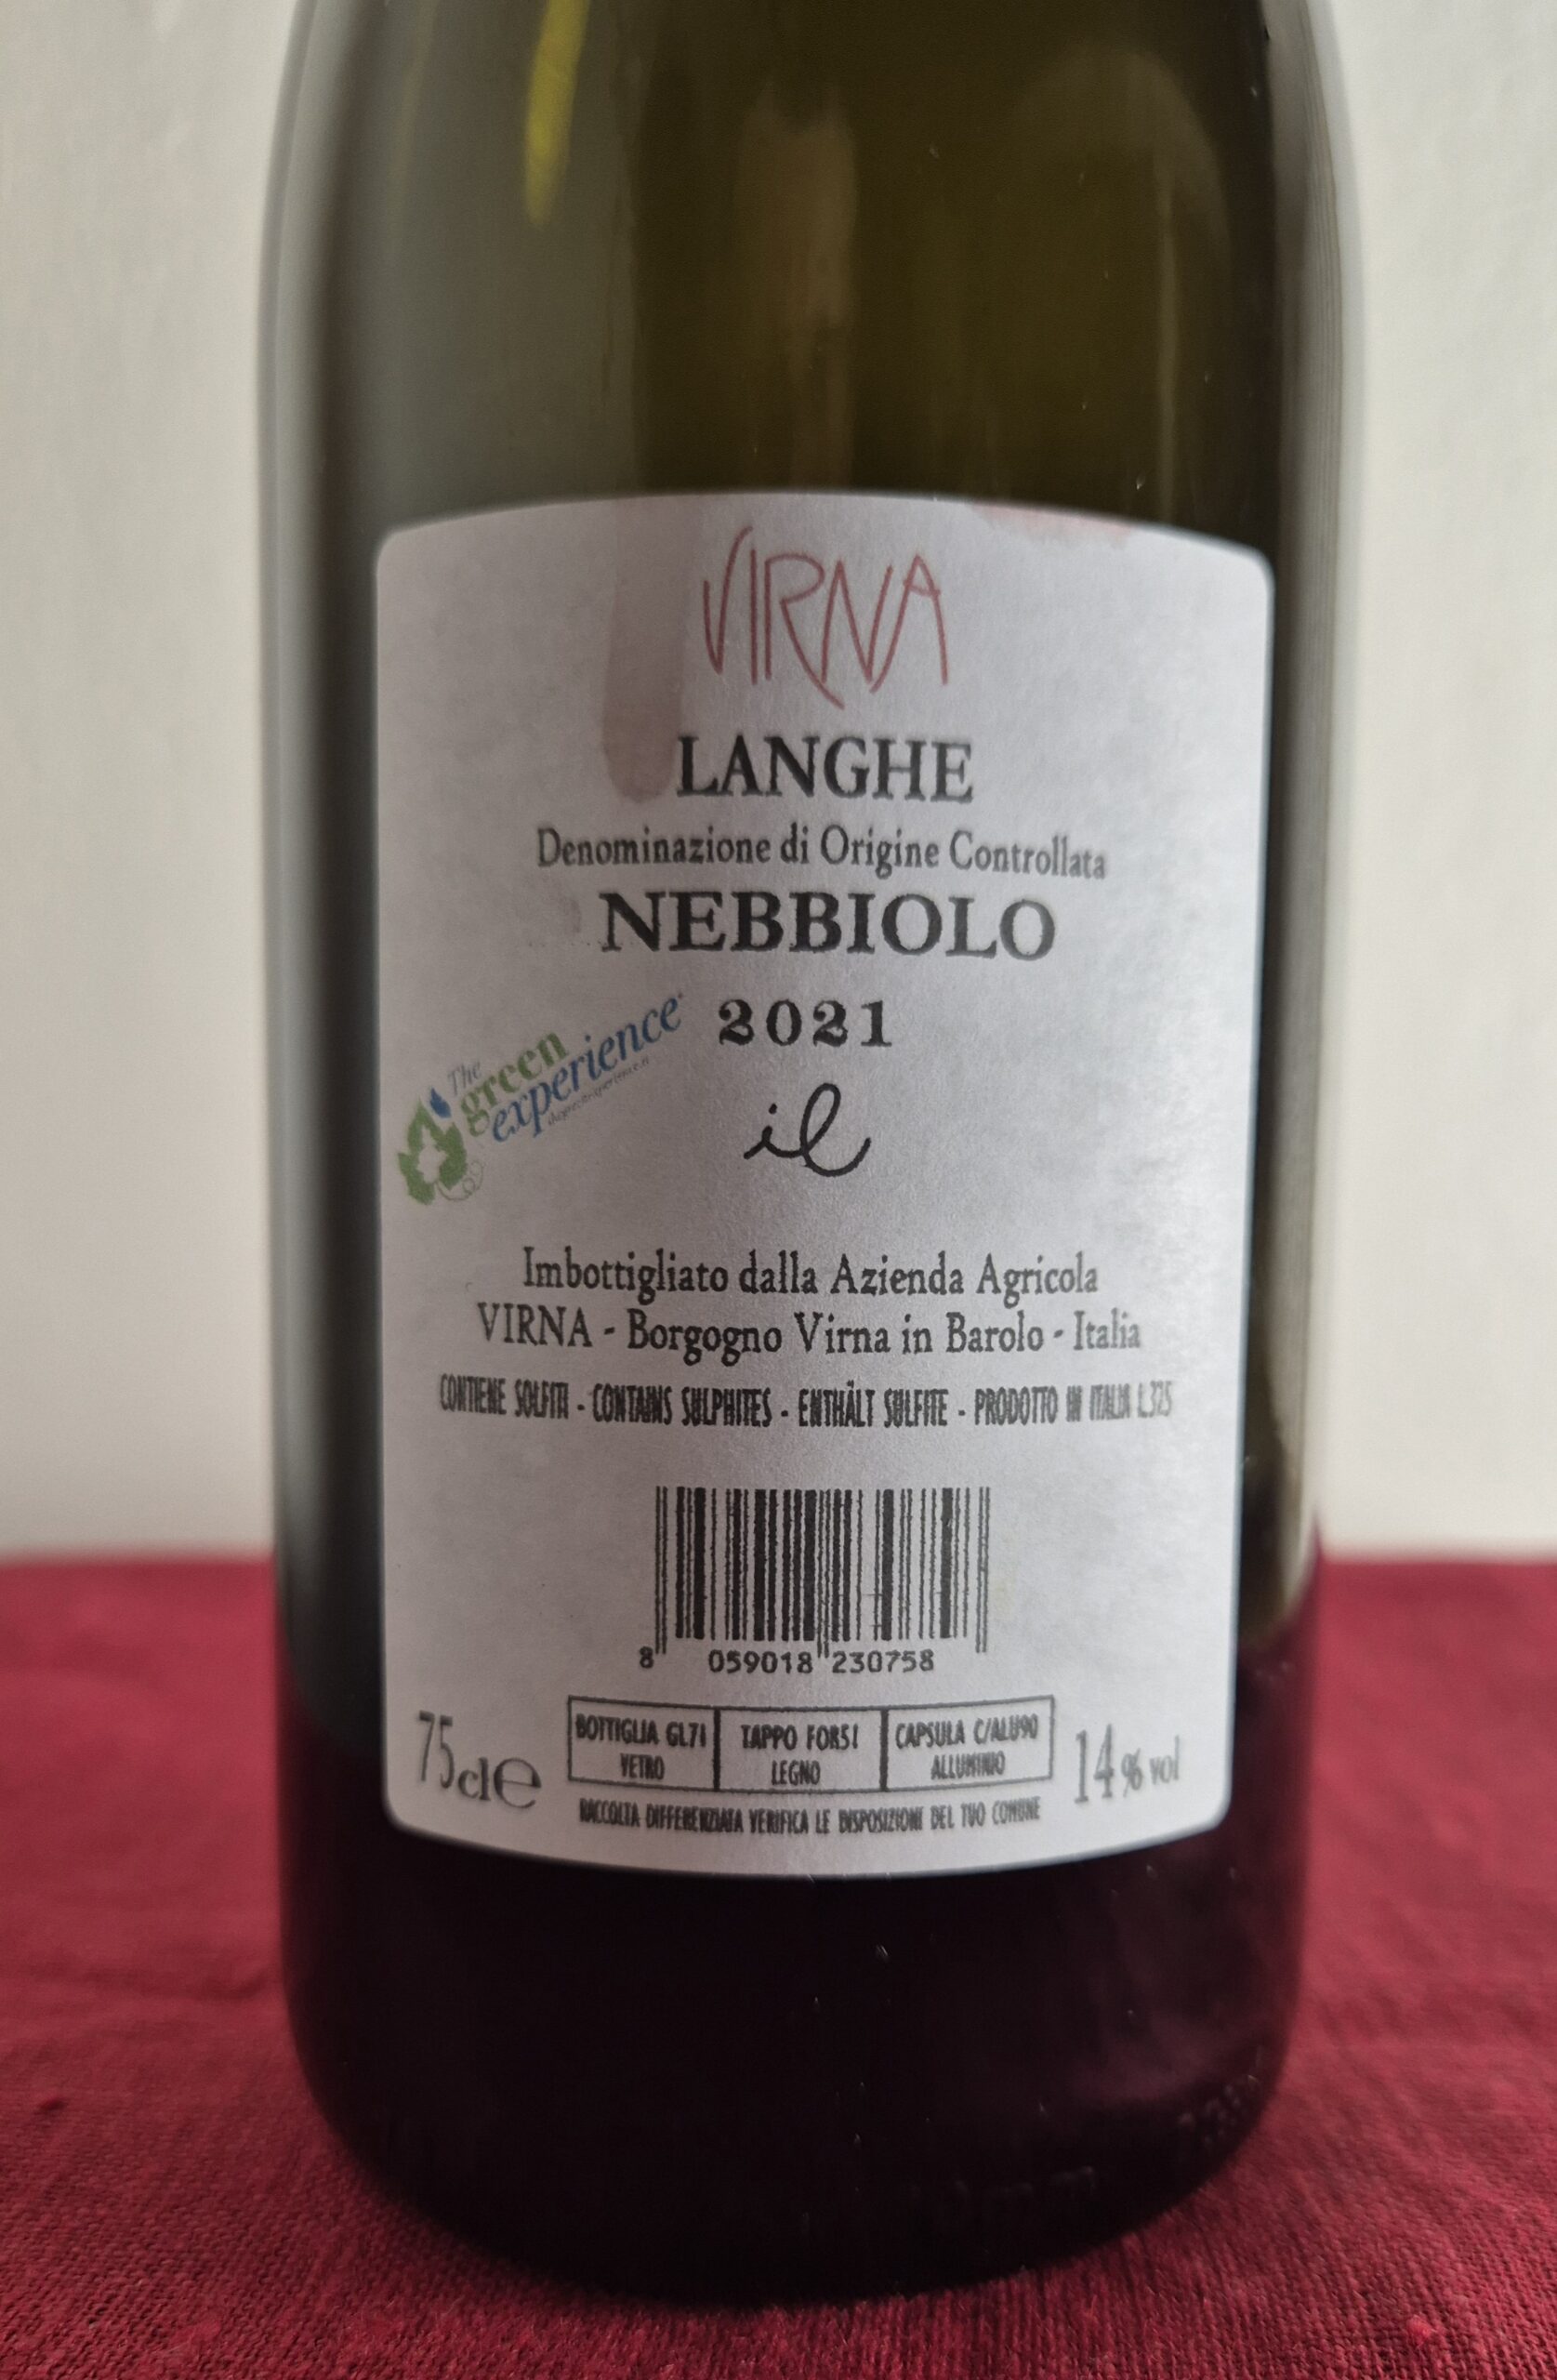 VIRNA
LANGHE
Denominazione di Origine Controllata
NEBBIOLO
2021
The
green
experience
il
Imbottigliato dalla Azienda Agricola
VIRNA - Borgogno Virna in Barolo - Italia
CONTIENE SOLFITI - CONTAINS SULPHITES - ENTHÄLT SULFITE - PRODOTTO IN ITALIA L.325
8 059018 230758
75cl℮
BOTTIGLIA GL71
VETRO
TAPPO FOR51
LEGNO
CAPSULA C/ALU90
ALLUMINIO
14% vol
RACCOLTA DIFFERENZIATA VERIFICA LE DISPOSIZIONI DEL TUO COMUNE